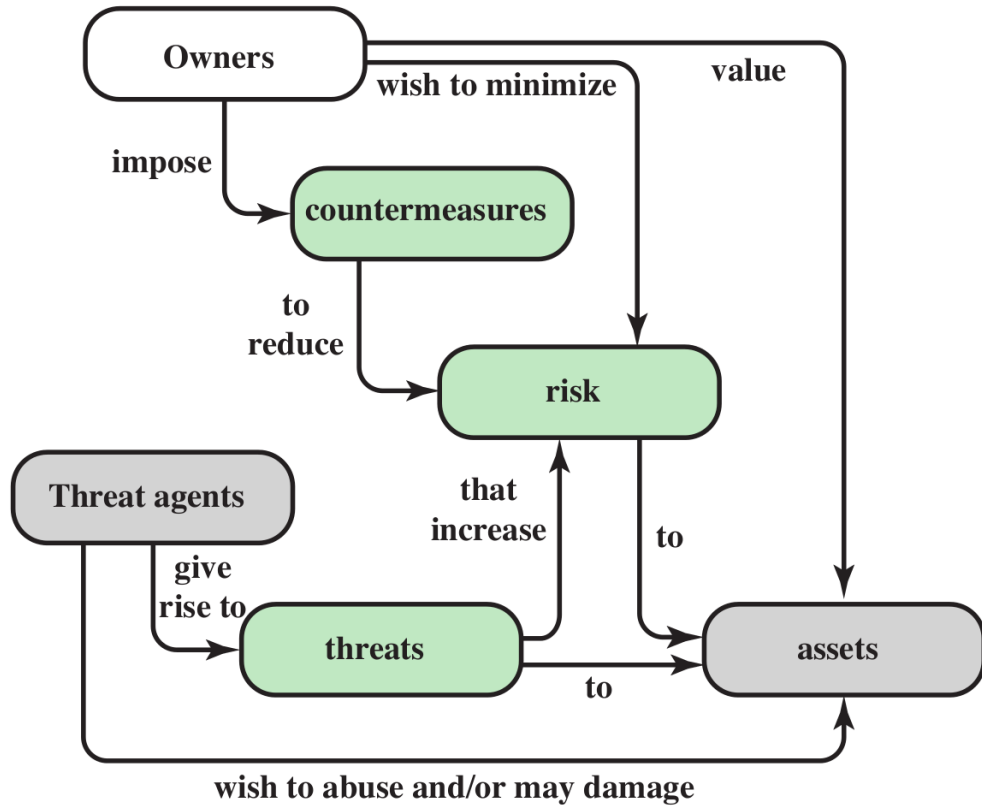 Owners
value
wish to minimize
impose
countermeasures
to
reduce
risk
Threat agents
that
increase
to
give
rise to
threats
to
assets
wish to abuse and/or may damage